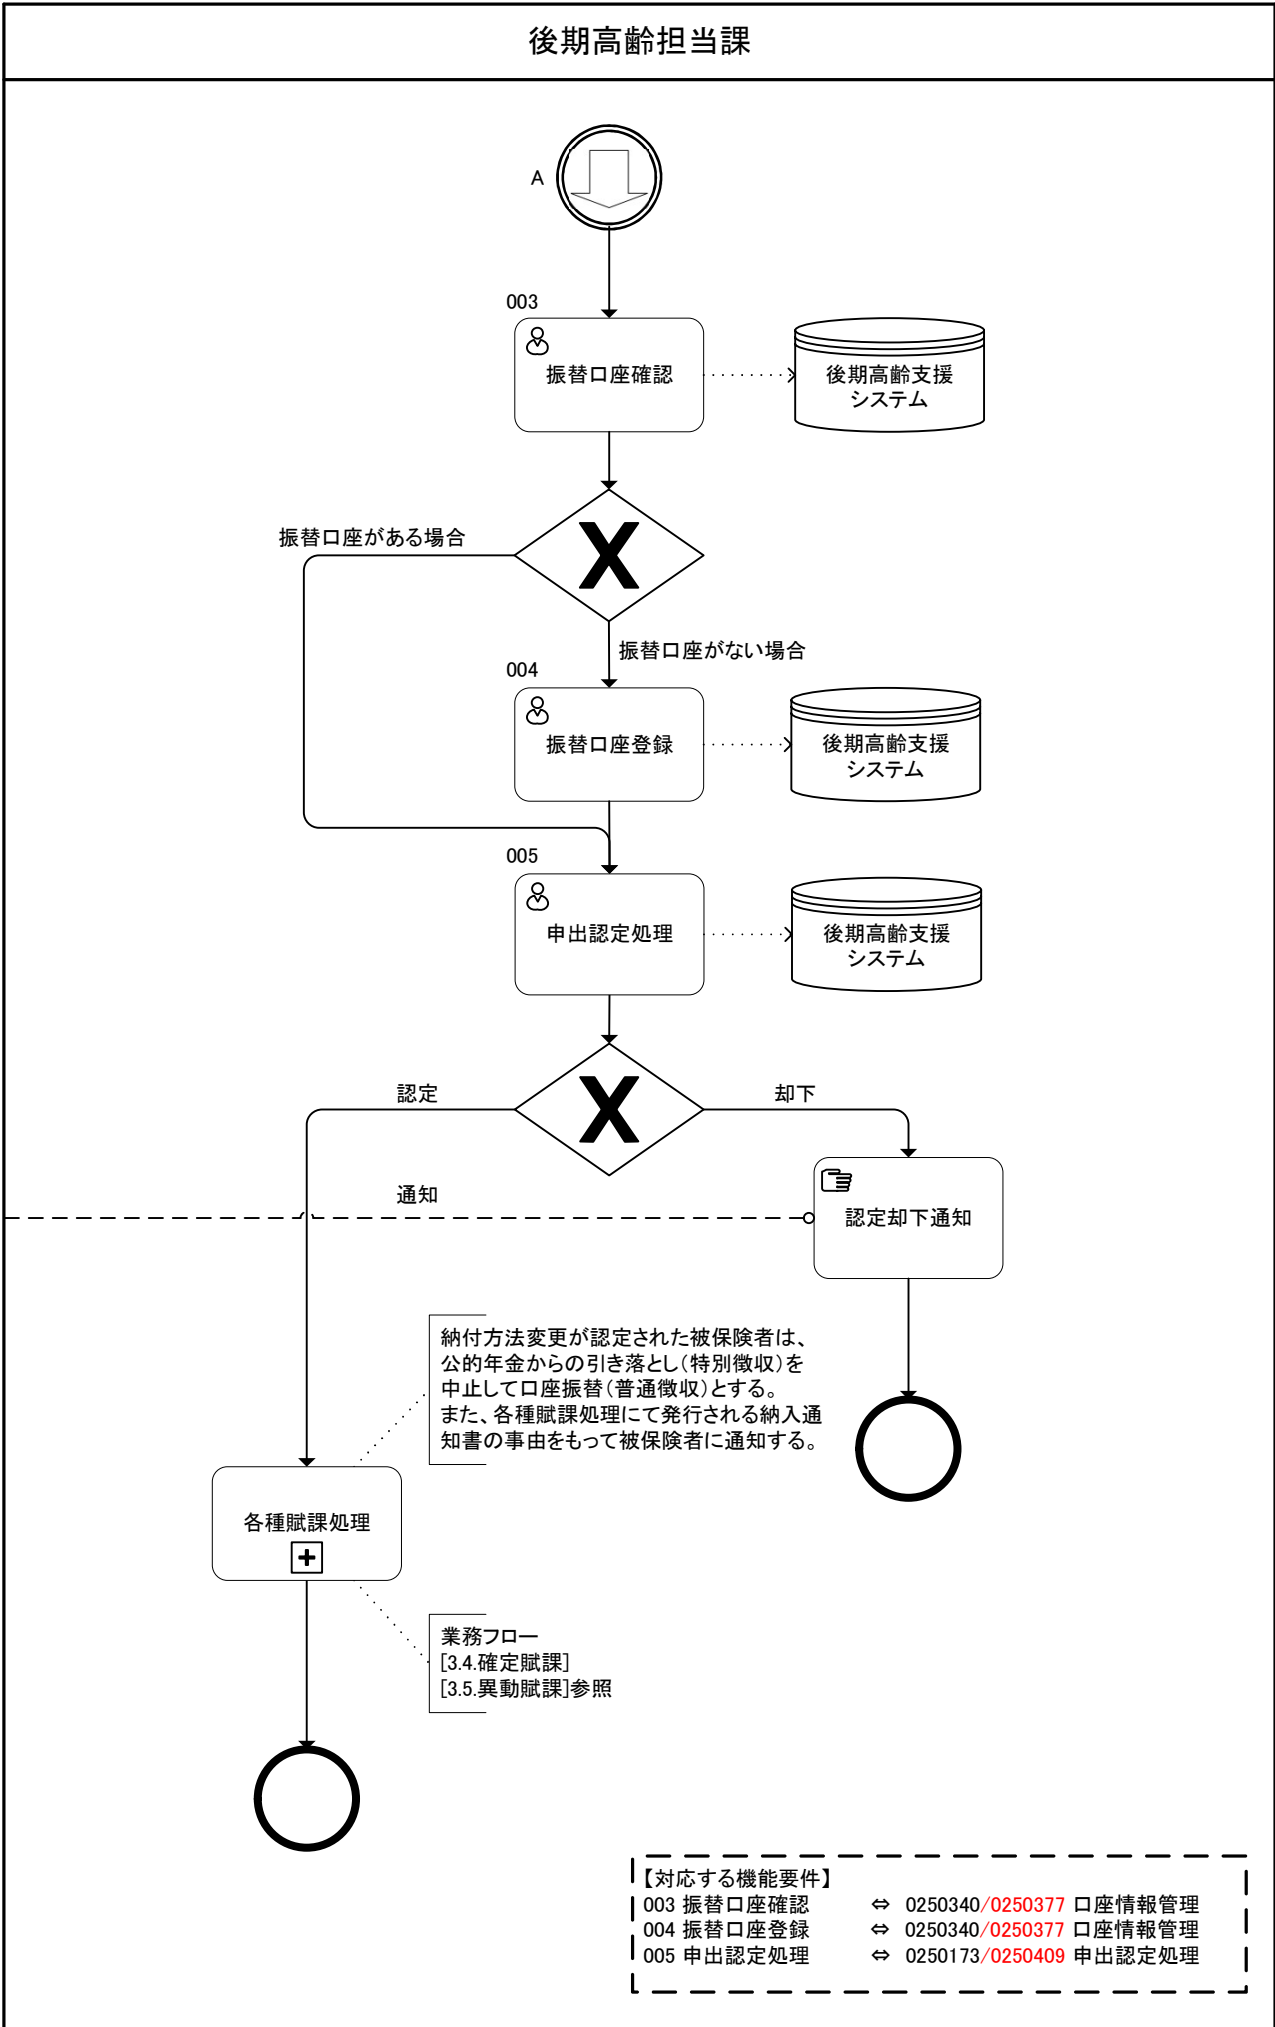 後期高齢担当課
A
003
振替口座確認
後期高齢支援
システム
振替口座がある場合
振替口座がない場合
004
振替口座登録
後期高齢支援
システム
005
申出認定処理
後期高齢支援
システム
認定
却下
通知
認定却下通知
納付方法変更が認定された被保険者は、
公的年金からの引き落とし（特別徴収）を
中止して口座振替（普通徴収）とする。
また、各種賦課処理にて発行される納入通
知書の事由をもって被保険者に通知する。
各種賦課処理
業務フロー
[3.4.確定賦課]
[3.5.異動賦課]参照
【対応する機能要件】
003 振替口座確認 ⇔ 0250340/0250377 口座情報管理
004 振替口座登録 ⇔ 0250340/0250377 口座情報管理
005 申出認定処理 ⇔ 0250173/0250409 申出認定処理